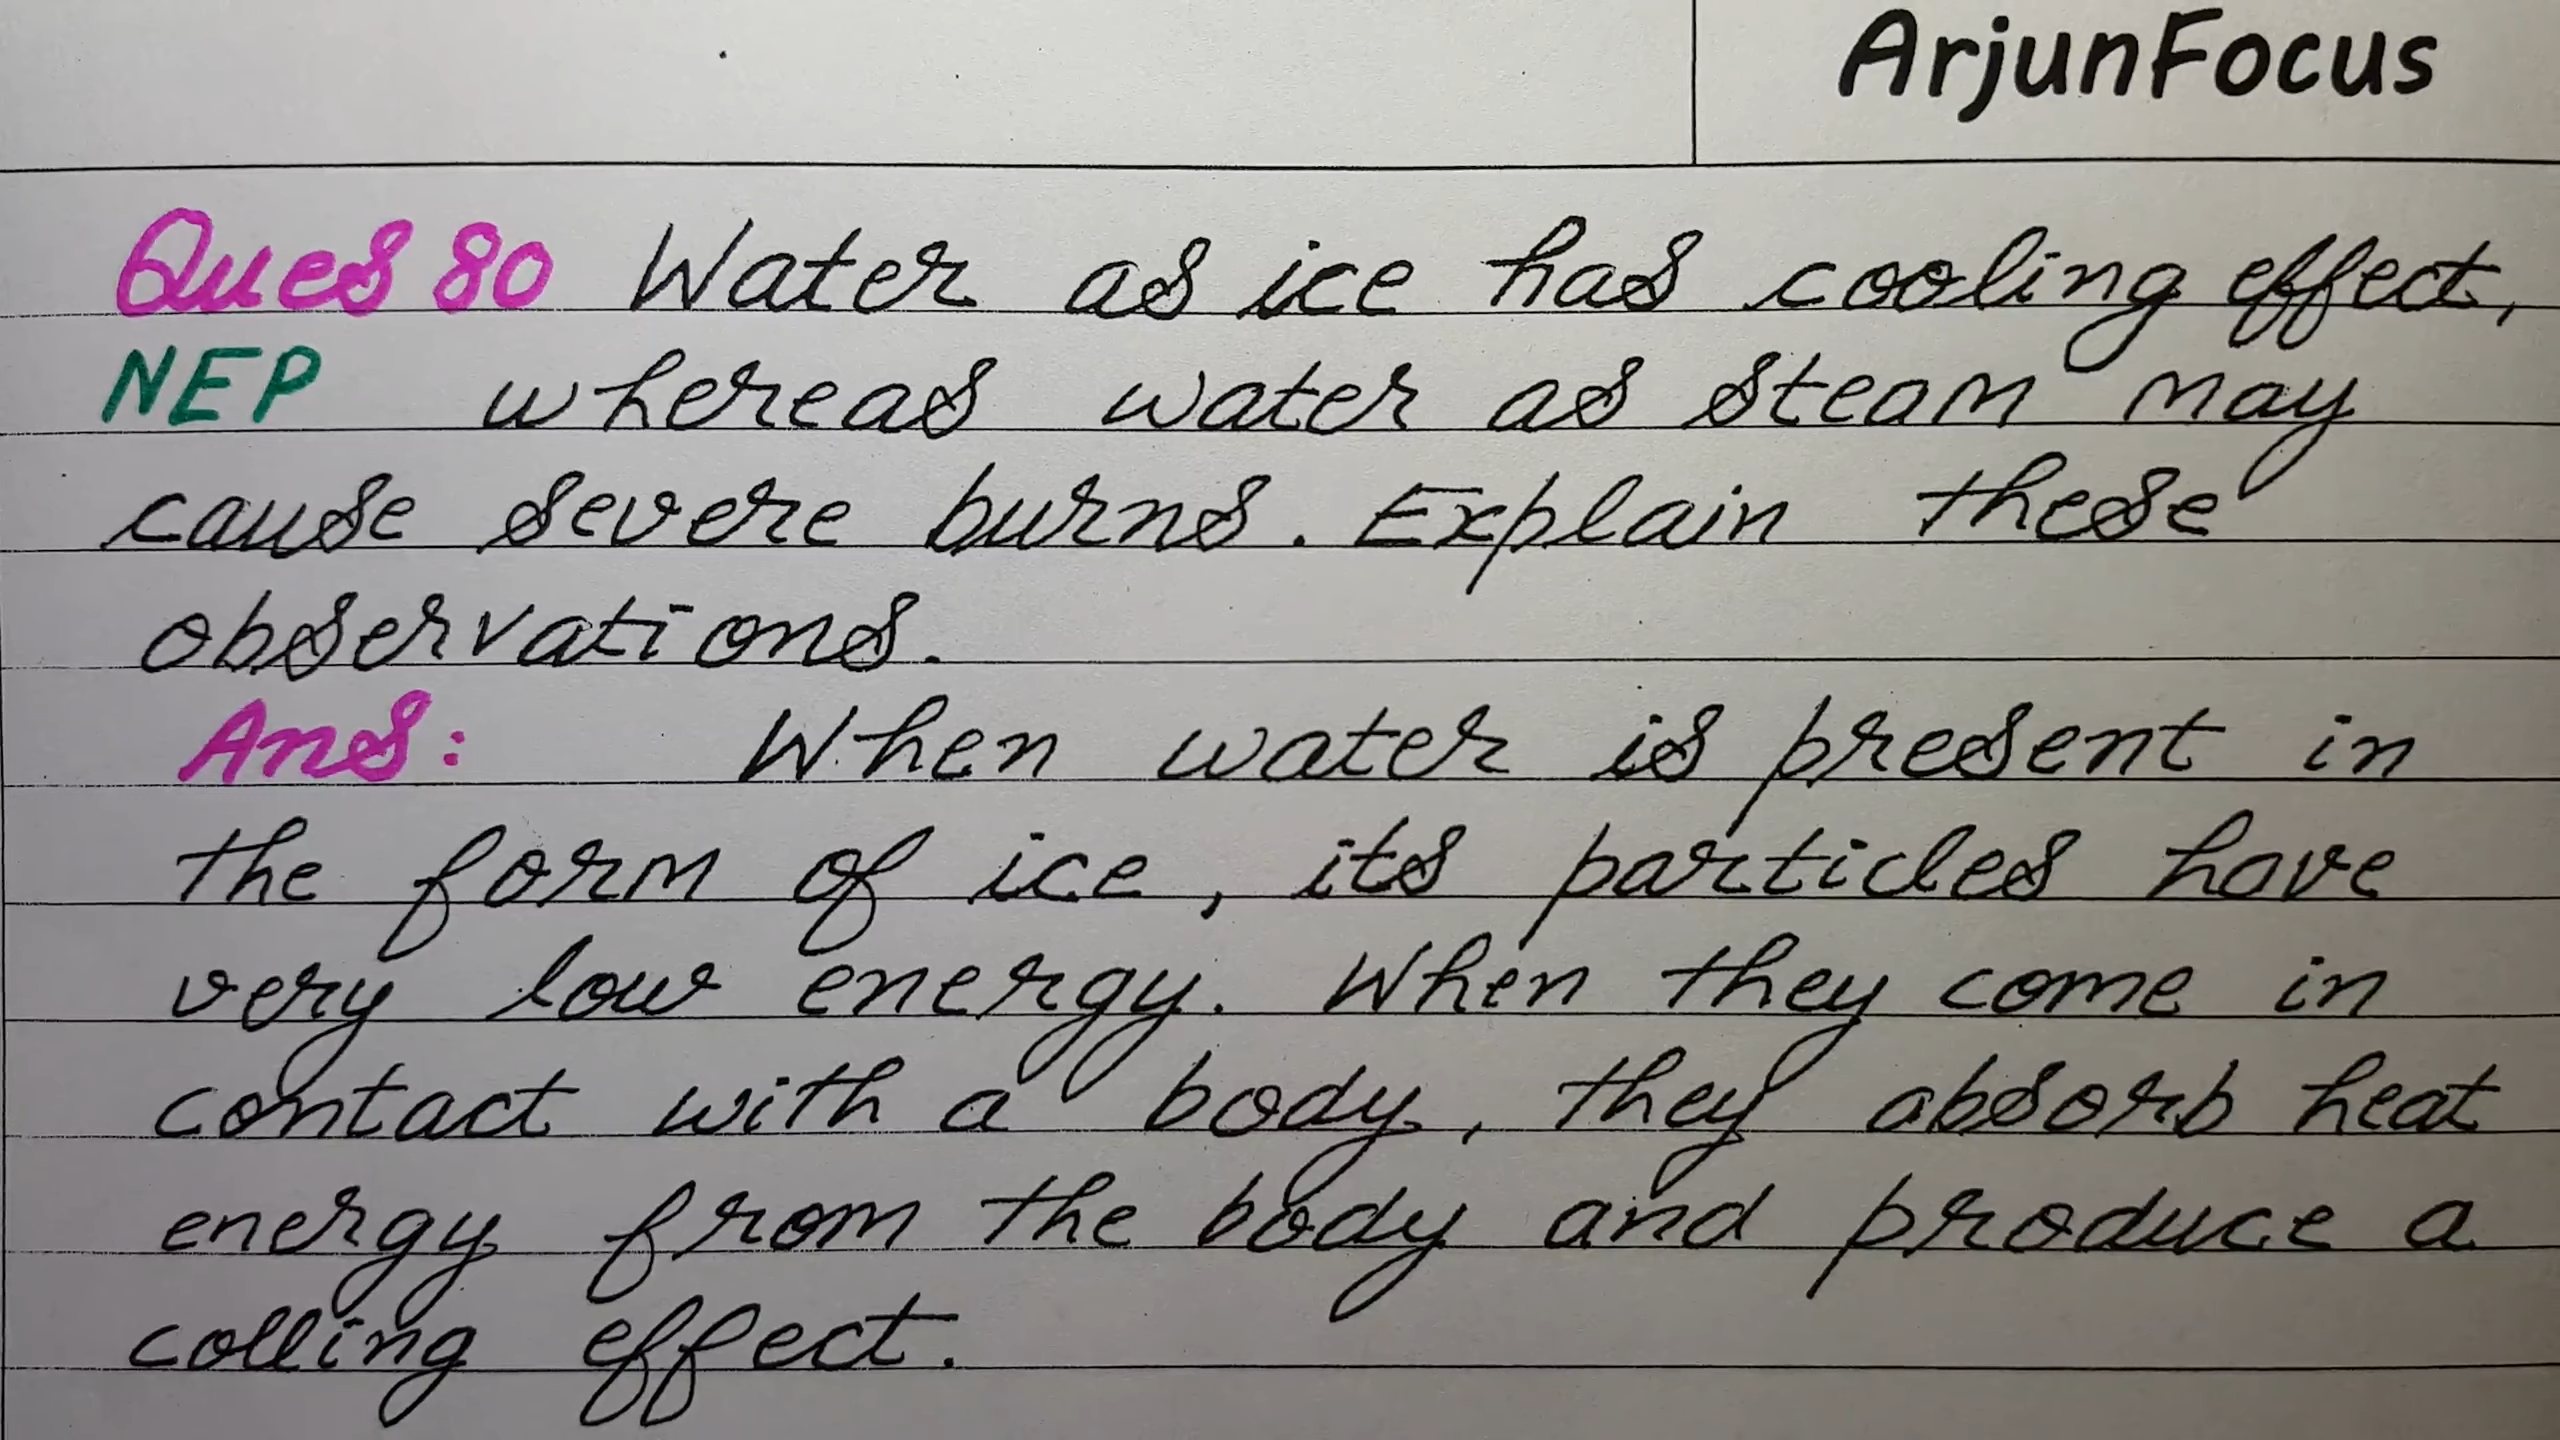 ArjunFocus
Ques 80 Water as ice has cooling effect,
NEP whereas water as steam may
cause severe burns. Explain these
observations.
Ans: When water is present in
the form of ice, its particles have
very low energy. When they come in
contact with a body, they absorb heat
energy from the body and produce a
colling effect.